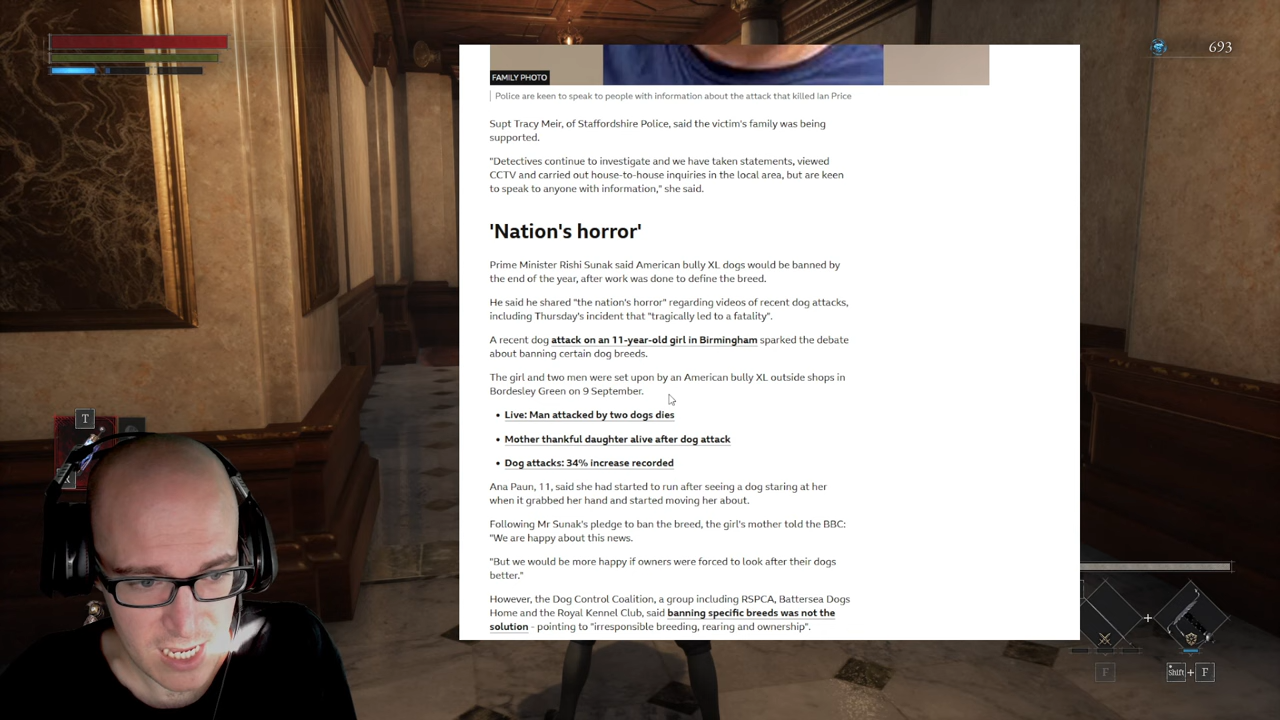 693
FAMILY PHOTO
Police are keen to speak to people with information about the attack that killed Ian Price
Supt Tracy Meir, of Staffordshire Police, said the victim's family was being
supported.
"Detectives continue to investigate and we have taken statements, viewed
CCTV and carried out house-to-house inquiries in the local area, but are keen
to speak to anyone with information," she said.
'Nation's horror'
Prime Minister Rishi Sunak said American bully XL dogs would be banned by
the end of the year, after work was done to define the breed.
He said he shared "the nation's horror" regarding videos of recent dog attacks,
including Thursday's incident that "tragically led to a fatality".
A recent dog attack on an 11-year-old girl in Birmingham sparked the debate
about banning certain dog breeds.
The girl and two men were set upon by an American bully XL outside shops in
Bordesley Green on 9 September.
• Live: Man attacked by two dogs dies
• Mother thankful daughter alive after dog attack
• Dog attacks: 34% increase recorded
Ana Paun, 11, said she had started to run after seeing a dog staring at her
when it grabbed her hand and started moving her about.
Following Mr Sunak's pledge to ban the breed, the girl's mother told the BBC:
"We are happy about this news.
"But we would be more happy if owners were forced to look after their dogs
better."
However, the Dog Control Coalition, a group including RSPCA, Battersea Dogs
Home and the Royal Kennel Club, said banning specific breeds was not the
solution - pointing to "irresponsible breeding, rearing and ownership".
T
F
Shift + F